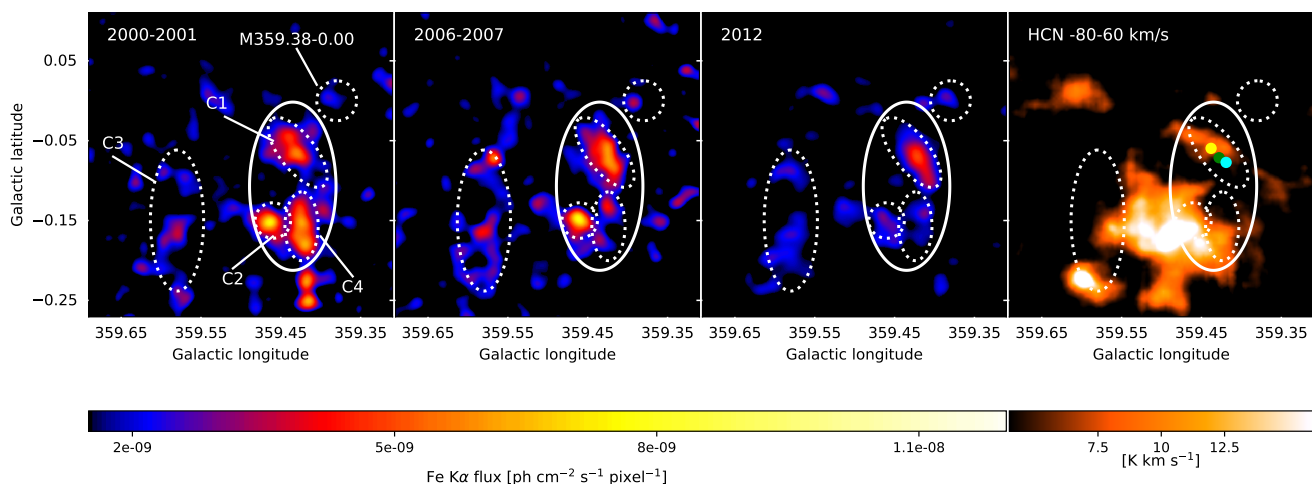 2000-2001
M359.38-0.00
C1
C3
C2
C4
2006-2007
2012
HCN -80-60 km/s
0.05
−0.05
−0.15
−0.25
Galactic latitude
359.65 359.55 359.45 359.35
359.65 359.55 359.45 359.35
359.65 359.55 359.45 359.35
359.65 359.55 359.45 359.35
Galactic longitude
Galactic longitude
Galactic longitude
Galactic longitude
2e-09 5e-09 8e-09 1.1e-08
Fe Kα flux [ph cm⁻² s⁻¹ pixel⁻¹]
7.5 10 12.5
[K km s⁻¹]